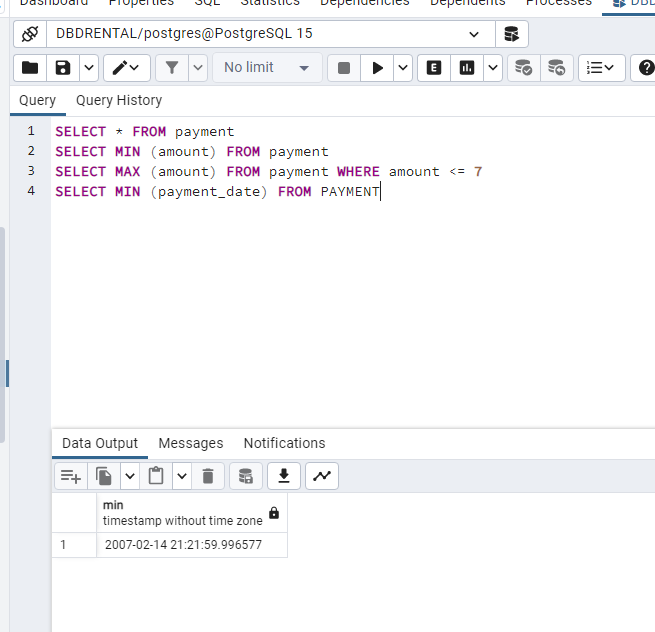 Dashboard Properties SQL Statistics Dependencies Dependents Processes
DBDRENTAL/postgres@PostgreSQL 15
No limit
E
Query Query History
1 SELECT * FROM payment
2 SELECT MIN (amount) FROM payment
3 SELECT MAX (amount) FROM payment WHERE amount <= 7
4 SELECT MIN (payment_date) FROM PAYMENT
Data Output Messages Notifications
min
timestamp without time zone
1 2007-02-14 21:21:59.996577